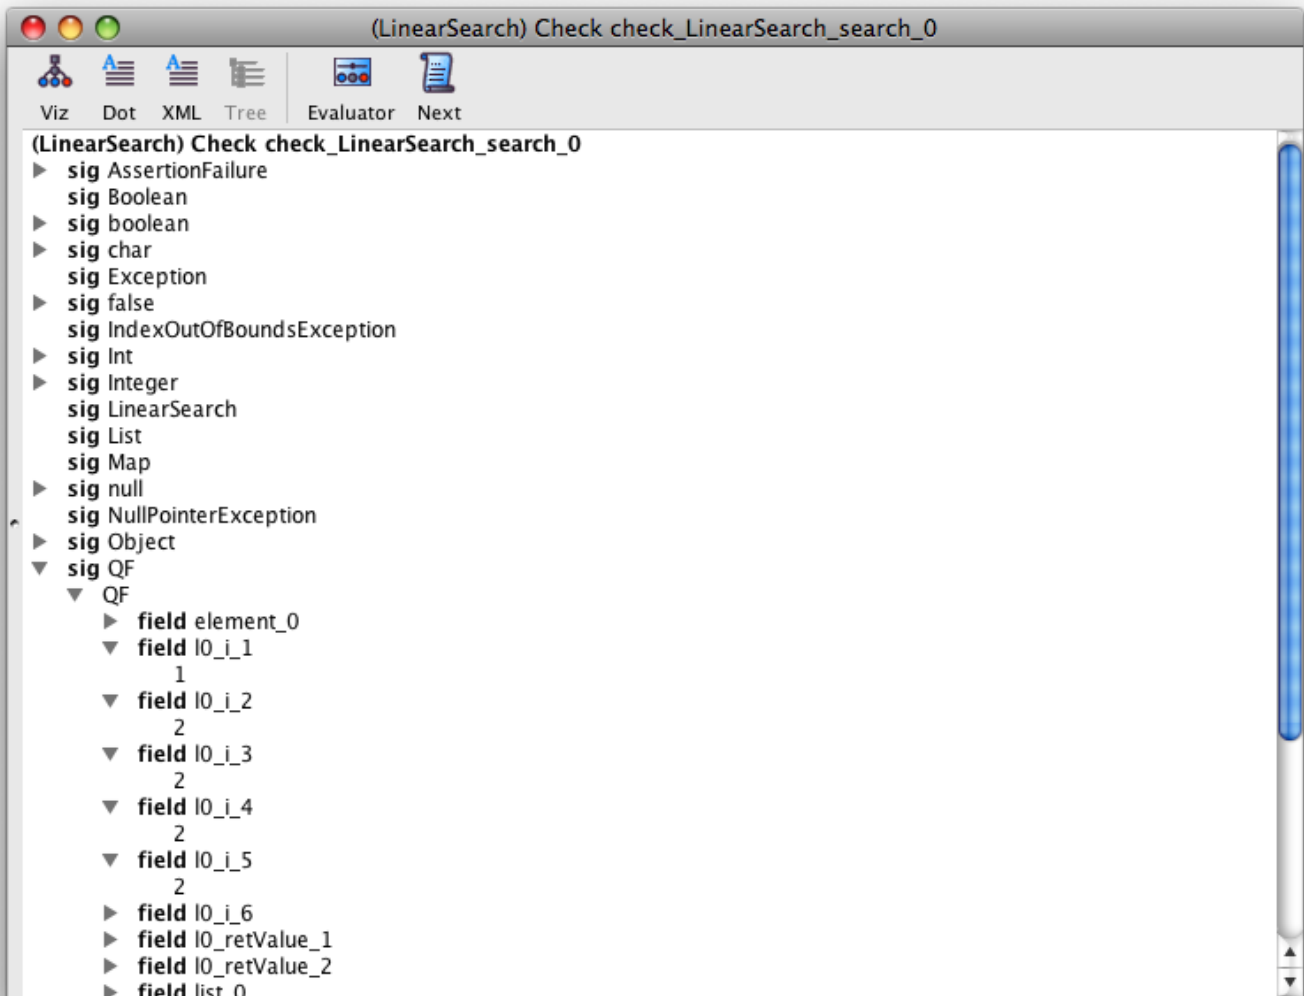 (LinearSearch) Check check_LinearSearch_search_0
Viz Dot XML Tree Evaluator Next
(LinearSearch) Check check_LinearSearch_search_0
sig AssertionFailure
sig Boolean
sig boolean
sig char
sig Exception
sig false
sig IndexOutOfBoundsException
sig Int
sig Integer
sig LinearSearch
sig List
sig Map
sig null
sig NullPointerException
sig Object
sig QF
QF
field element_0
field l0_i_1
1
field l0_i_2
2
field l0_i_3
2
field l0_i_4
2
field l0_i_5
2
field l0_i_6
field l0_retValue_1
field l0_retValue_2
field list_0